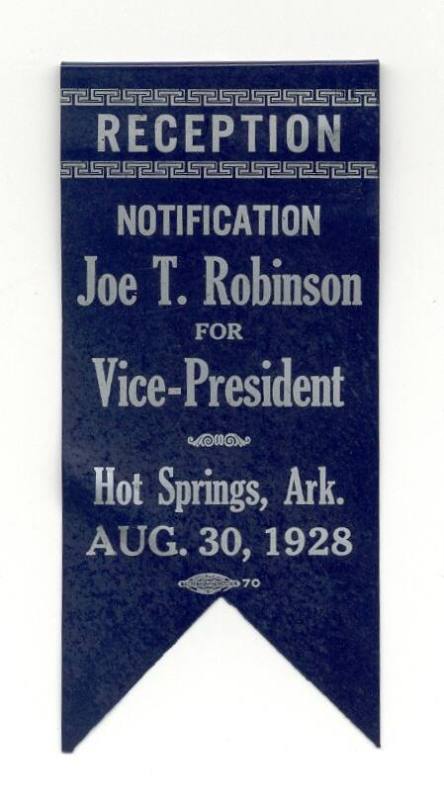 RECEPTION
NOTIFICATION
Joe T. Robinson
FOR
Vice-President
Hot Springs, Ark.
AUG. 30, 1928
70